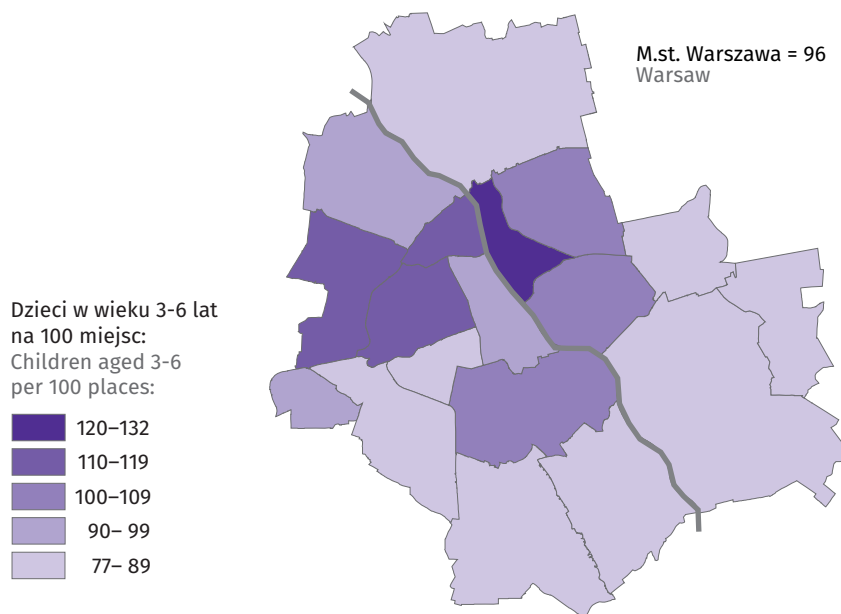 M.st. Warszawa = 96
Warsaw
Dzieci w wieku 3-6 lat
na 100 miejsc:
Children aged 3-6
per 100 places:
120–132
110–119
100–109
90– 99
77– 89